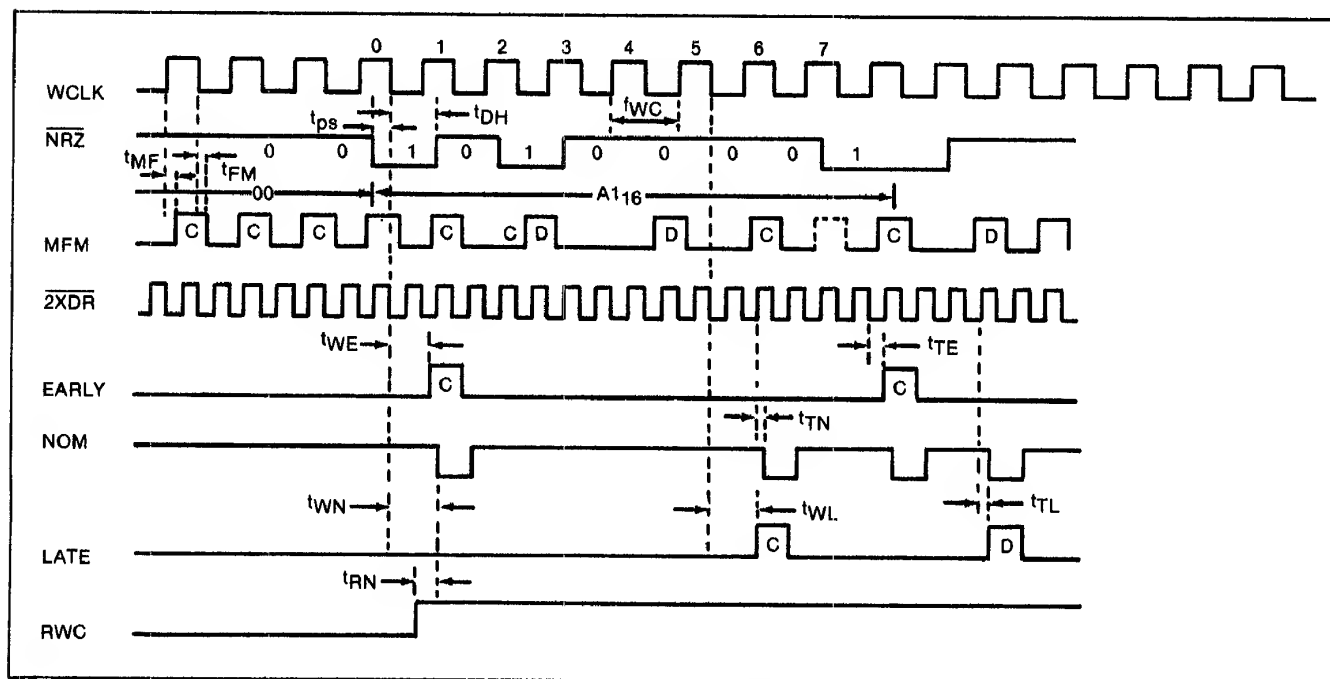 0 1 2 3 4 5 6 7
WCLK
fWC
tps tDH
NRZ
0 0 1 0 1 0 0 0 0 1
tMF tFM
00 A116
MFM C C C C C D D C C D
2XDR
tWE tTE
EARLY C C
tTN
NOM
tWN tWL tTL
LATE C D
tRN
RWC